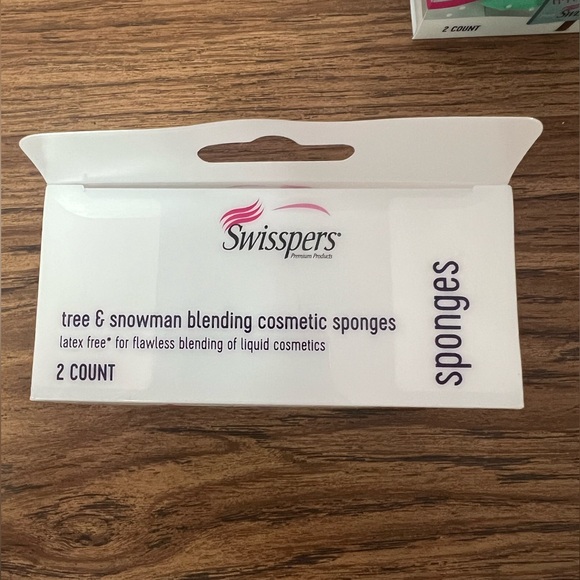 2 COUNT
Swisspers®
Premium Products
tree & snowman blending cosmetic sponges
latex free* for flawless blending of liquid cosmetics
2 COUNT
sponges